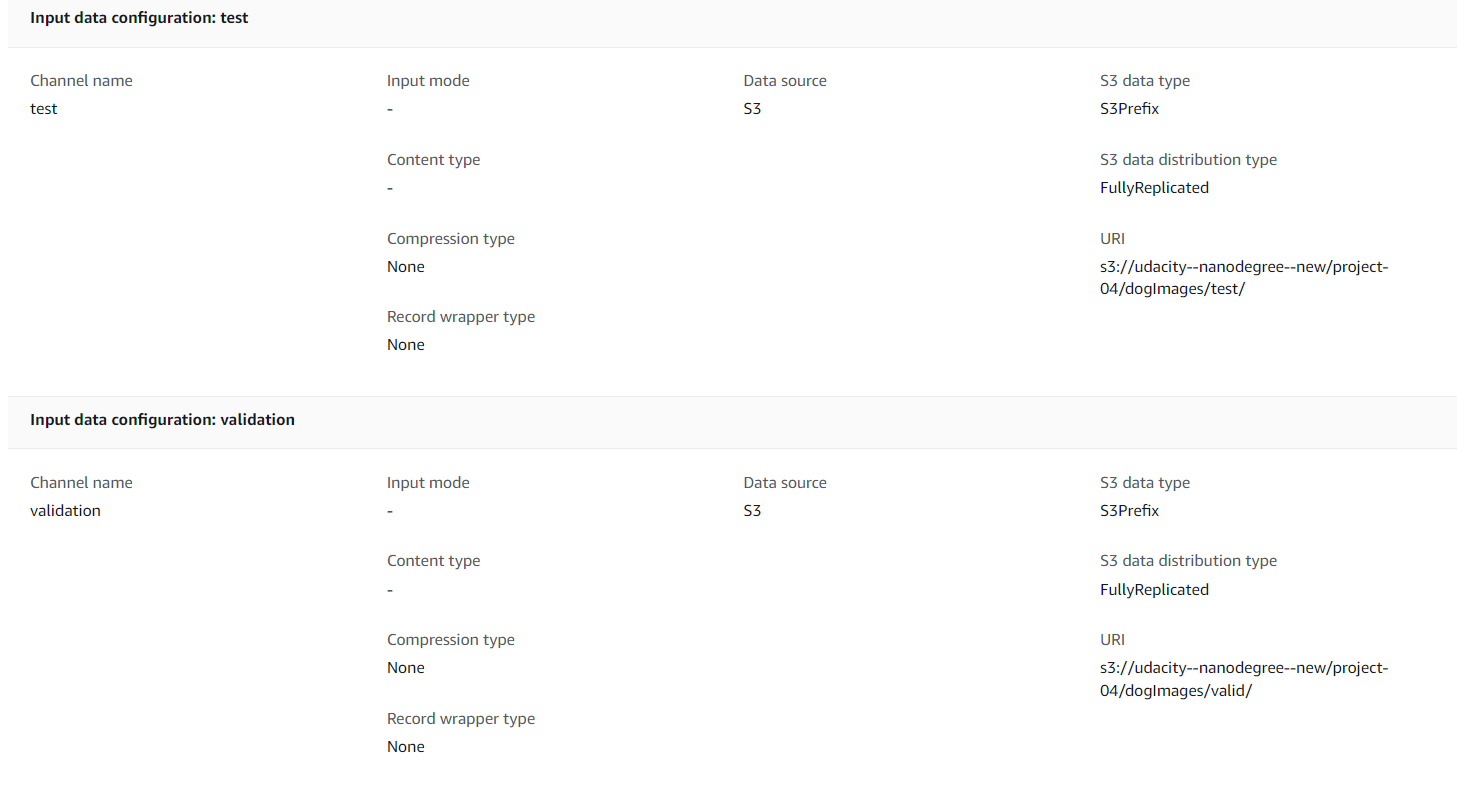 Input data configuration: test
Channel name
test
Input mode
-
Content type
-
Compression type
None
Record wrapper type
None
Data source
S3
S3 data type
S3Prefix
S3 data distribution type
FullyReplicated
URI
s3://udacity--nanodegree--new/project-
04/dogImages/test/
Input data configuration: validation
Channel name
validation
Input mode
-
Content type
-
Compression type
None
Record wrapper type
None
Data source
S3
S3 data type
S3Prefix
S3 data distribution type
FullyReplicated
URI
s3://udacity--nanodegree--new/project-
04/dogImages/valid/